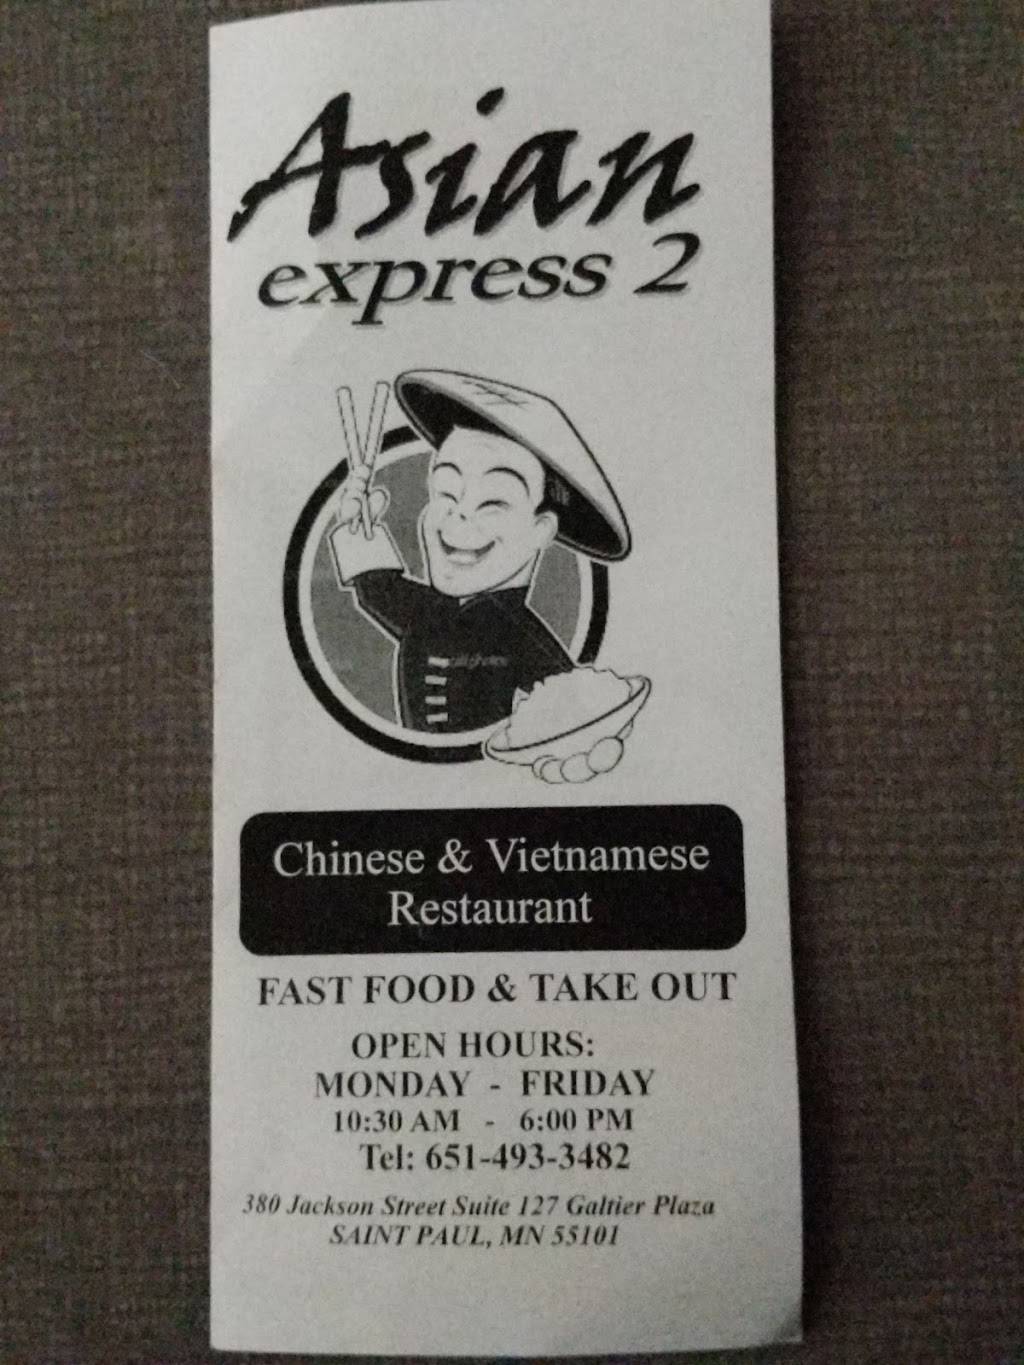 Asian
express 2
Chinese & Vietnamese
Restaurant
FAST FOOD & TAKE OUT
OPEN HOURS:
MONDAY - FRIDAY
10:30 AM - 6:00 PM
Tel: 651-493-3482
380 Jackson Street Suite 127 Galtier Plaza
SAINT PAUL, MN 55101